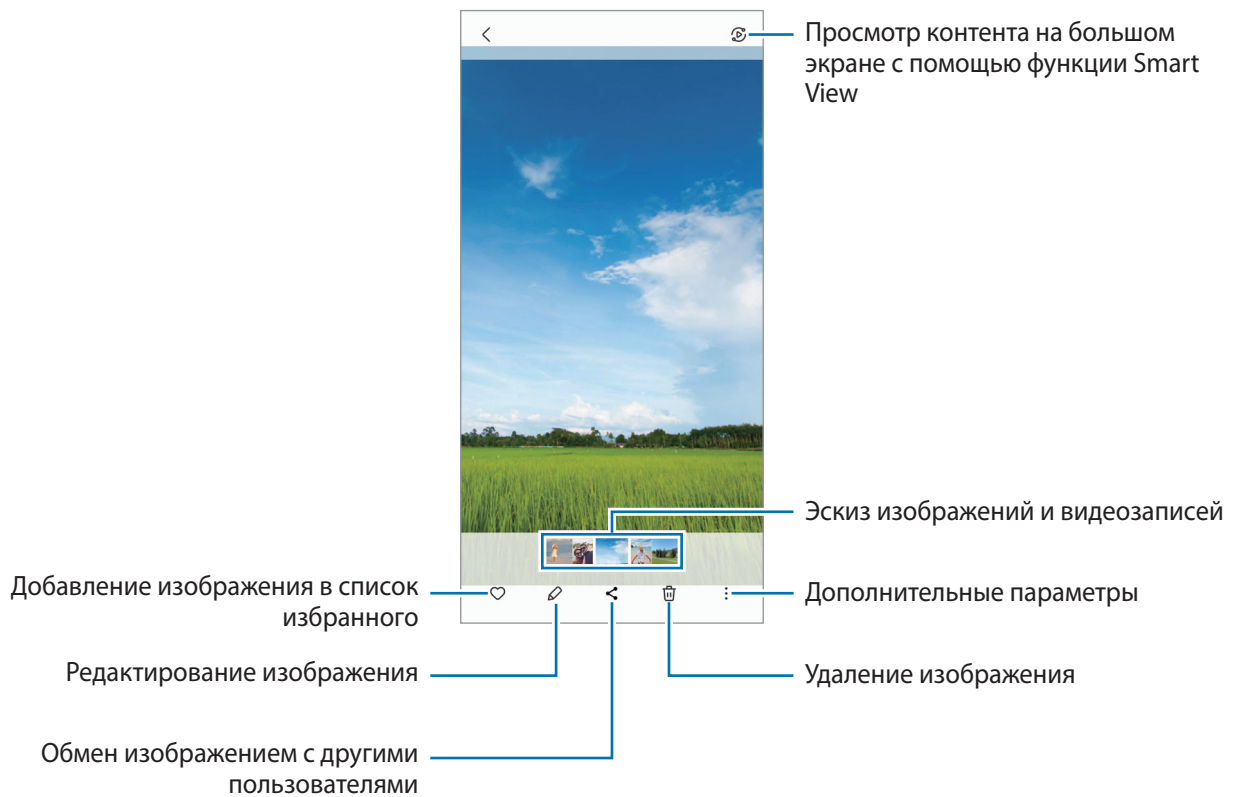 Просмотр контента на большом
экране с помощью функции Smart
View
Эскиз изображений и видеозаписей
Добавление изображения в список
избранного
Дополнительные параметры
Редактирование изображения
Удаление изображения
Обмен изображением с другими
пользователями